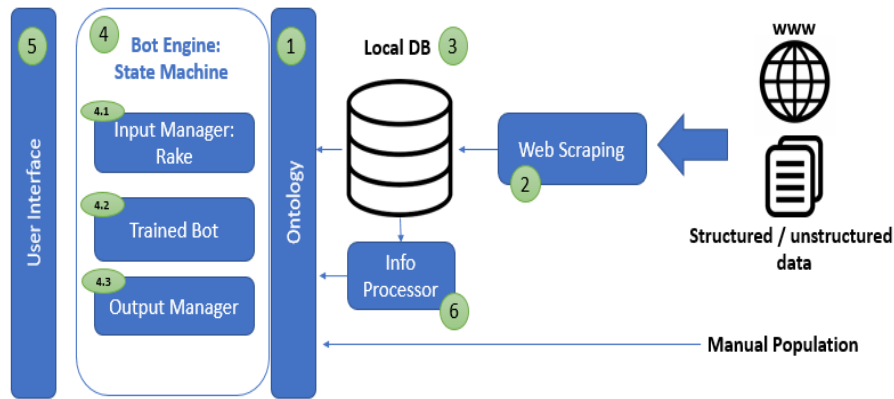 5
User Interface
4
Bot Engine:
State Machine
4.1
Input Manager:
Rake
4.2
Trained Bot
4.3
Output Manager
1
Ontology
Local DB
3
Web Scraping
2
Info
Processor
6
www
Structured / unstructured
data
Manual Population